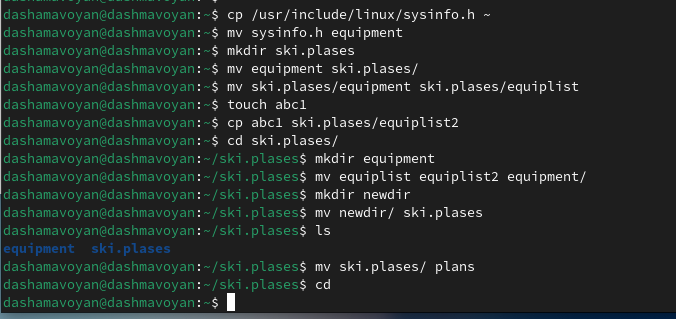 dashamavoyan@dashmavoyan:~$ cp /usr/include/linux/sysinfo.h ~
dashamavoyan@dashmavoyan:~$ mv sysinfo.h equipment
dashamavoyan@dashmavoyan:~$ mkdir ski.plases
dashamavoyan@dashmavoyan:~$ mv equipment ski.plases/
dashamavoyan@dashmavoyan:~$ mv ski.plases/equipment ski.plases/equiplist
dashamavoyan@dashmavoyan:~$ touch abc1
dashamavoyan@dashmavoyan:~$ cp abc1 ski.plases/equiplist2
dashamavoyan@dashmavoyan:~$ cd ski.plases/
dashamavoyan@dashmavoyan:~/ski.plases$ mkdir equipment
dashamavoyan@dashmavoyan:~/ski.plases$ mv equiplist equiplist2 equipment/
dashamavoyan@dashmavoyan:~/ski.plases$ mkdir newdir
dashamavoyan@dashmavoyan:~/ski.plases$ mv newdir/ ski.plases
dashamavoyan@dashmavoyan:~/ski.plases$ ls
equipment  ski.plases
dashamavoyan@dashmavoyan:~/ski.plases$ mv ski.plases/ plans
dashamavoyan@dashmavoyan:~/ski.plases$ cd
dashamavoyan@dashmavoyan:~$